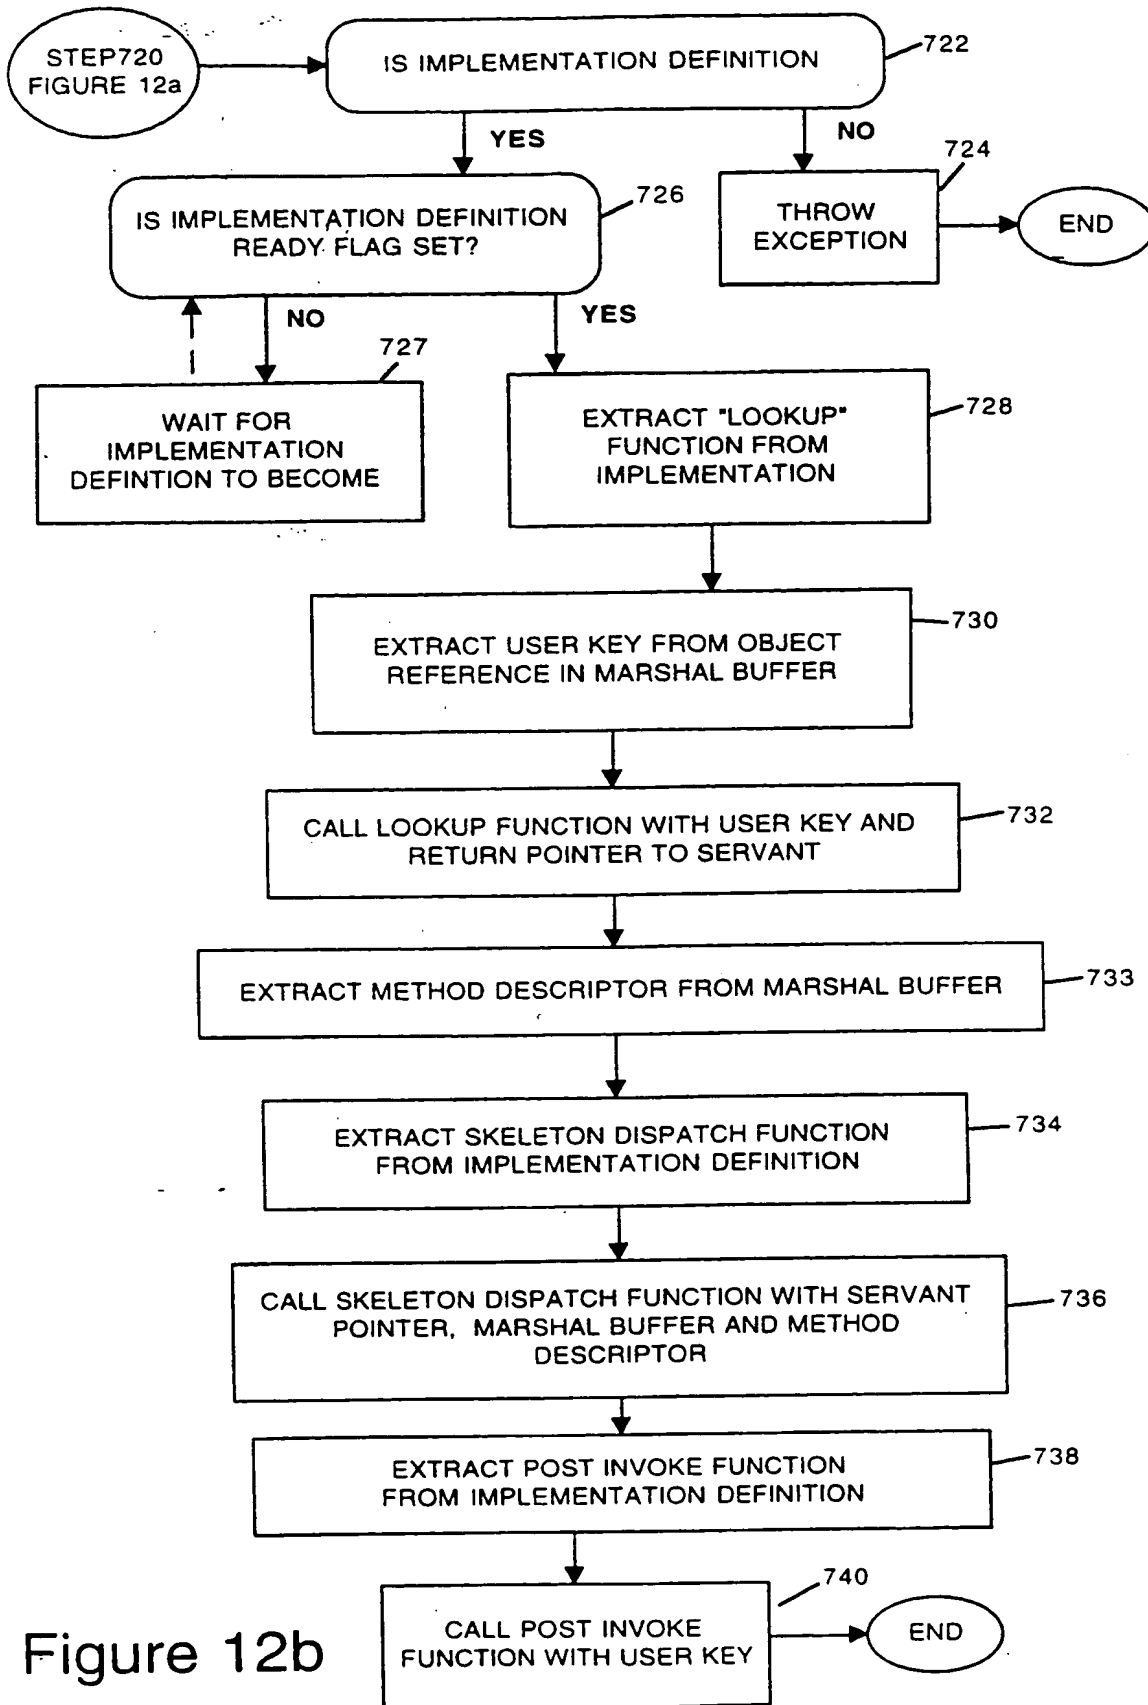 STEP720
FIGURE 12a
IS IMPLEMENTATION DEFINITION
722
YES
NO
724
IS IMPLEMENTATION DEFINITION
READY FLAG SET?
726
THROW
EXCEPTION
END
NO
YES
727
WAIT FOR
IMPLEMENTATION
DEFINTION TO BECOME
EXTRACT "LOOKUP"
FUNCTION FROM
IMPLEMENTATION
728
EXTRACT USER KEY FROM OBJECT
REFERENCE IN MARSHAL BUFFER
730
CALL LOOKUP FUNCTION WITH USER KEY AND
RETURN POINTER TO SERVANT
732
EXTRACT METHOD DESCRIPTOR FROM MARSHAL BUFFER
733
EXTRACT SKELETON DISPATCH FUNCTION
FROM IMPLEMENTATION DEFINITION
734
CALL SKELETON DISPATCH FUNCTION WITH SERVANT
POINTER, MARSHAL BUFFER AND METHOD
DESCRIPTOR
736
EXTRACT POST INVOKE FUNCTION
FROM IMPLEMENTATION DEFINITION
738
740
CALL POST INVOKE
FUNCTION WITH USER KEY
END
Figure 12b